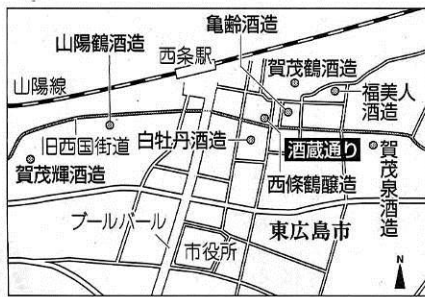 亀齢酒造
山陽鶴酒造
西条駅
賀茂鶴酒造
山陽線
福美人
酒造
旧西国街道
白牡丹酒造
酒蔵通り
賀茂泉酒造
賀茂輝酒造
西條鶴醸造
ブールバール
東広島市
市役所
N